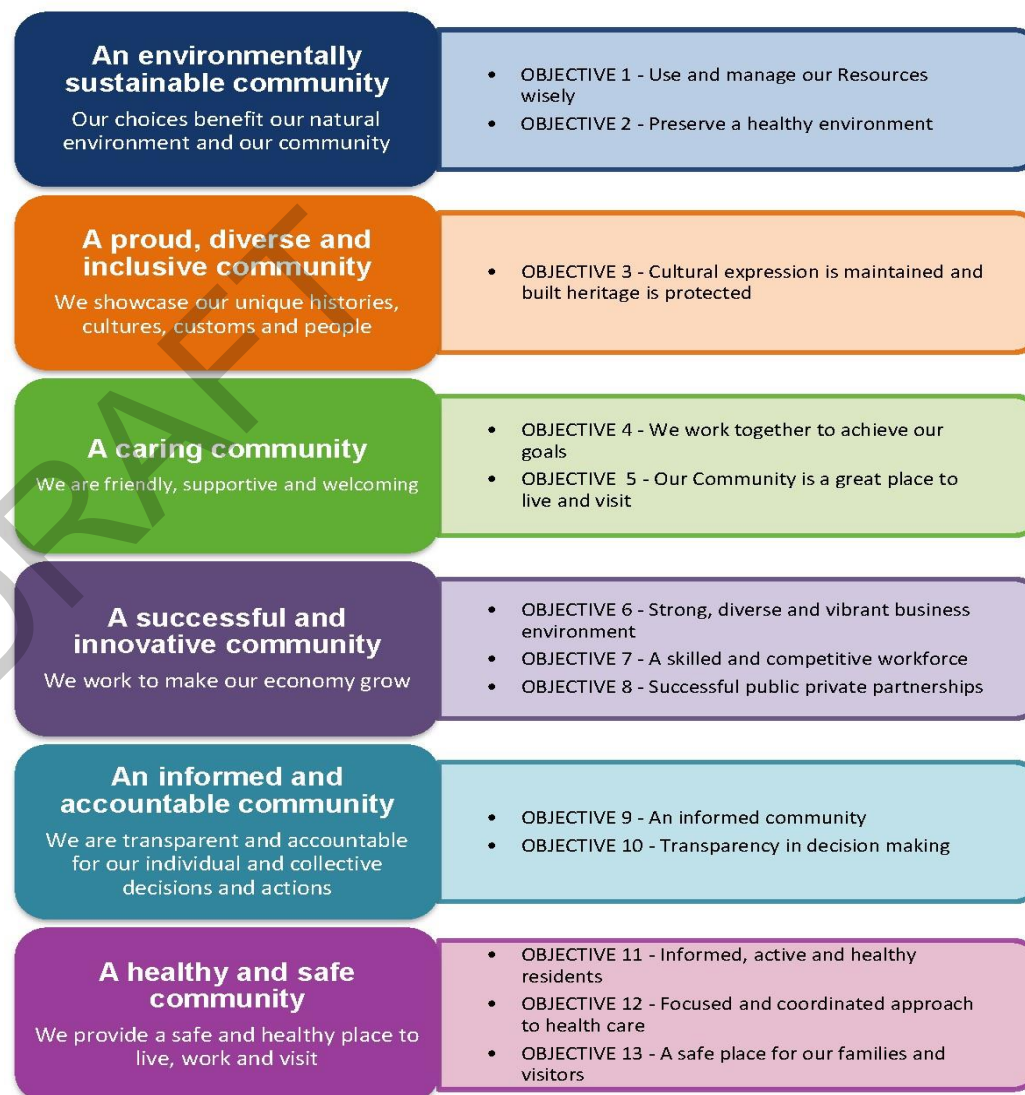 An environmentally
sustainable community
Our choices benefit our natural
environment and our community
• OBJECTIVE 1 - Use and manage our Resources
wisely
• OBJECTIVE 2 - Preserve a healthy environment
A proud, diverse and
inclusive community
We showcase our unique histories,
cultures, customs and people
• OBJECTIVE 3 - Cultural expression is maintained and
built heritage is protected
A caring community
We are friendly, supportive and welcoming
• OBJECTIVE 4 - We work together to achieve our
goals
• OBJECTIVE  5 - Our Community is a great place to
live and visit
A successful and
innovative community
We work to make our economy grow
• OBJECTIVE 6 - Strong, diverse and vibrant business
environment
• OBJECTIVE 7 - A skilled and competitive workforce
• OBJECTIVE 8 - Successful public private partnerships
An informed and
accountable community
We are transparent and accountable
for our individual and collective
decisions and actions
• OBJECTIVE 9 - An informed community
• OBJECTIVE 10 - Transparency in decision making
A healthy and safe
community
We provide a safe and healthy place to
live, work and visit
• OBJECTIVE 11 - Informed, active and healthy
residents
• OBJECTIVE 12 - Focused and coordinated approach
to health care
• OBJECTIVE 13 - A safe place for our families and
visitors
DRAFT